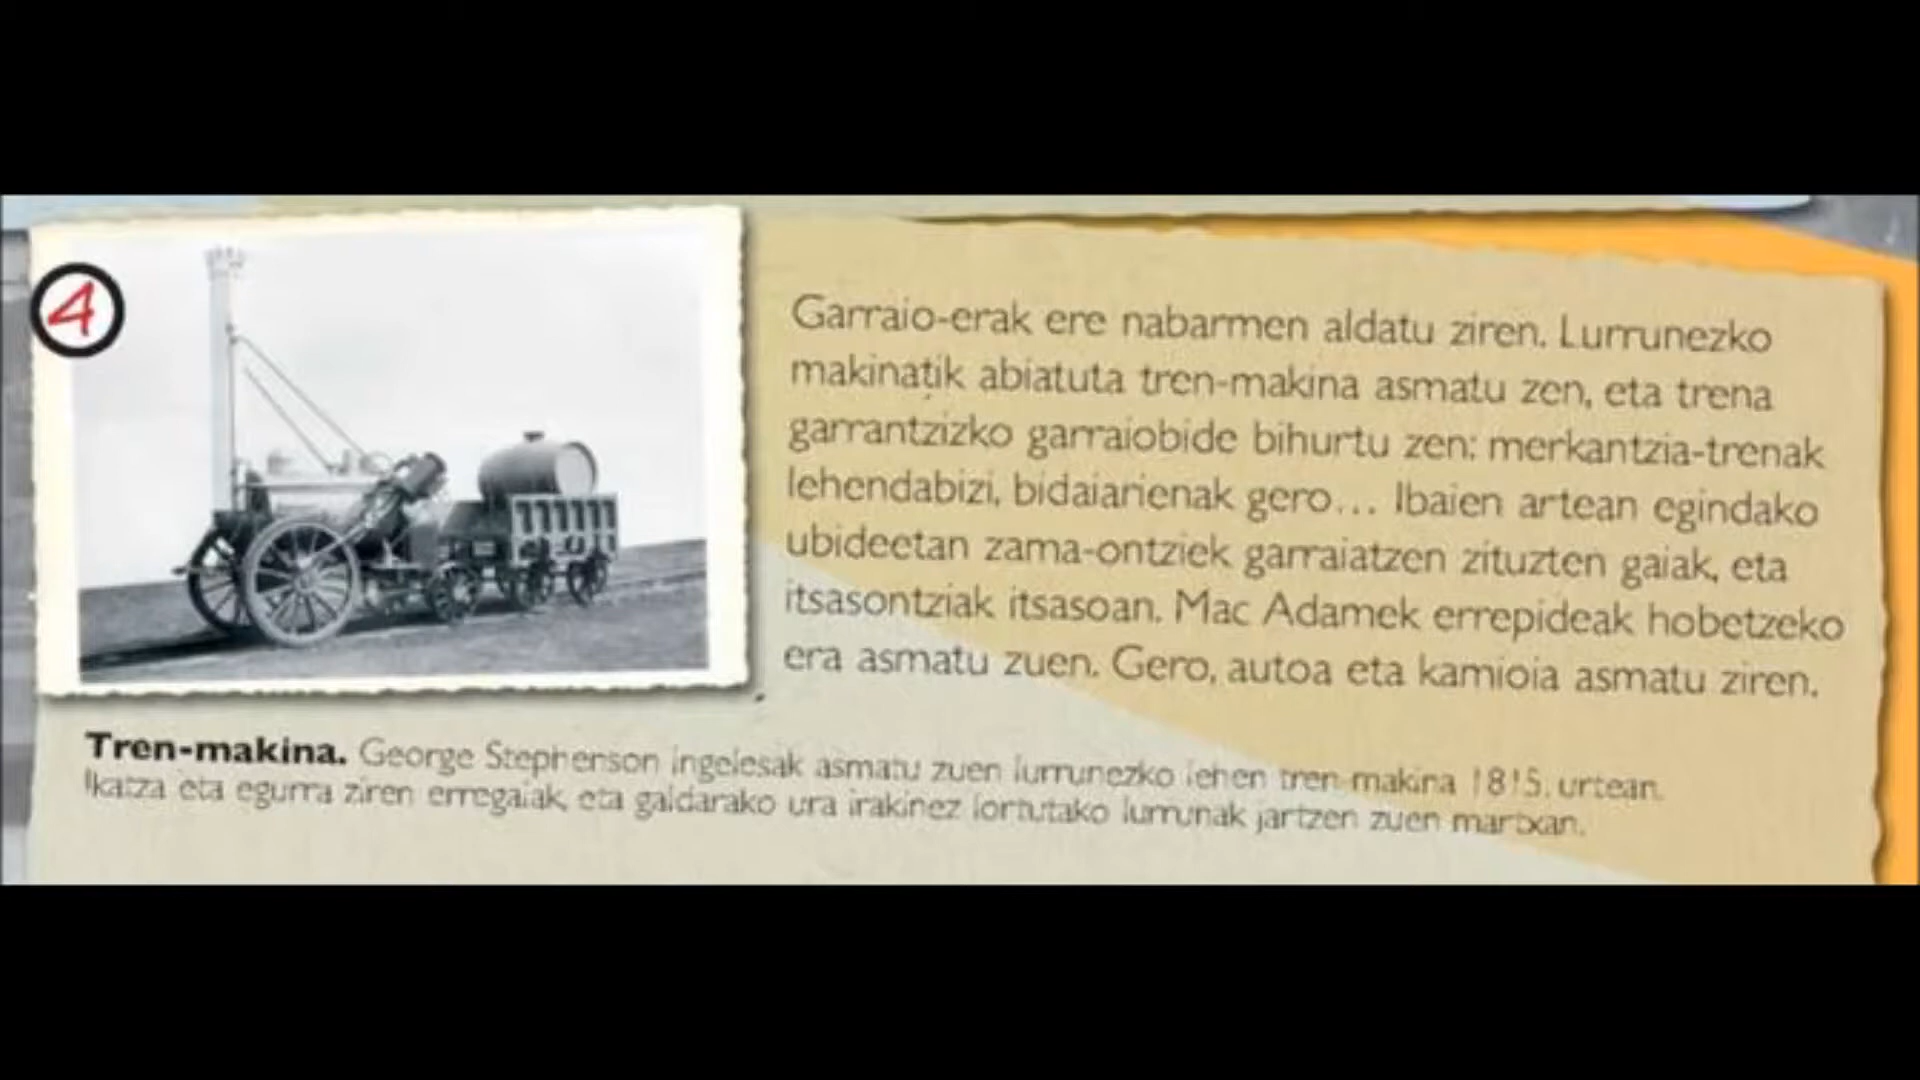 4
Garraio-erak ere nabarmen aldatu ziren. Lurrunezko
makinatik abiatuta tren-makina asmatu zen, eta trena
garrantzizko garraiobide bihurtu zen: merkantzia-trenak
lehendabizi, bidaiarienak gero... Ibaien artean egindako
ubideetan zama-ontziek garraiatzen zituzten gaiak, eta
itsasontziak itsasoan. Mac Adamek errepideak hobetzeko
era asmatu zuen. Gero, autoa eta kamioia asmatu ziren.
Tren-makina. George Stephenson ingelesak asmatu zuen lurrunezko lehen tren-makina 1815. urtean.
Ikatza eta egurra ziren erregaiak, eta galdarako ura irakinez lortutako lurrunak jartzen zuen martxan.